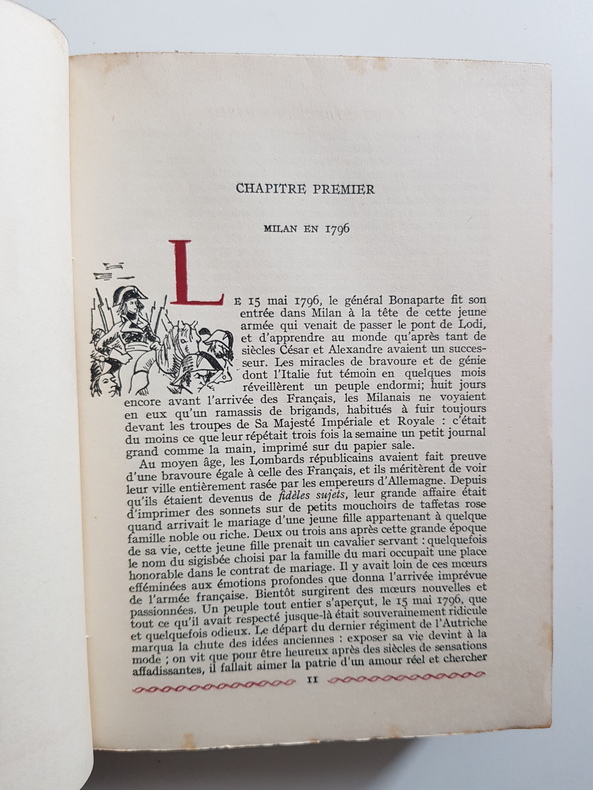 CHAPITRE PREMIER
MILAN EN 1796
LE 15 mai 1796, le général Bonaparte fit son
entrée dans Milan à la tête de cette jeune
armée qui venait de passer le pont de Lodi,
et d'apprendre au monde qu'après tant de
siècles César et Alexandre avaient un succes-
seur. Les miracles de bravoure et de génie
dont l'Italie fut témoin en quelques mois
réveillèrent un peuple endormi; huit jours
encore avant l'arrivée des Français, les Milanais ne voyaient
en eux qu'un ramassis de brigands, habitués à fuir toujours
devant les troupes de Sa Majesté Impériale et Royale : c'était
du moins ce que leur répétait trois fois la semaine un petit journal
grand comme la main, imprimé sur du papier sale.
Au moyen âge, les Lombards républicains avaient fait preuve
d'une bravoure égale à celle des Français, et ils méritèrent de voir
leur ville entièrement rasée par les empereurs d'Allemagne. Depuis
qu'ils étaient devenus de fidèles sujets, leur grande affaire était
d'imprimer des sonnets sur de petits mouchoirs de taffetas rose
quand arrivait le mariage d'une jeune fille appartenant à quelque
famille noble ou riche. Deux ou trois ans après cette grande époque
de sa vie, cette jeune fille prenait un cavalier servant : quelquefois
le nom du sigisbée choisi par la famille du mari occupait une place
honorable dans le contrat de mariage. Il y avait loin de ces mœurs
efféminées aux émotions profondes que donna l'arrivée imprévue
de l'armée française. Bientôt surgirent des mœurs nouvelles et
passionnées. Un peuple tout entier s'aperçut, le 15 mai 1796, que
tout ce qu'il avait respecté jusque-là était souverainement ridicule
et quelquefois odieux. Le départ du dernier régiment de l'Autriche
marqua la chute des idées anciennes : exposer sa vie devint à la
mode ; on vit que pour être heureux après des siècles de sensations
affadissantes, il fallait aimer la patrie d'un amour réel et chercher
11